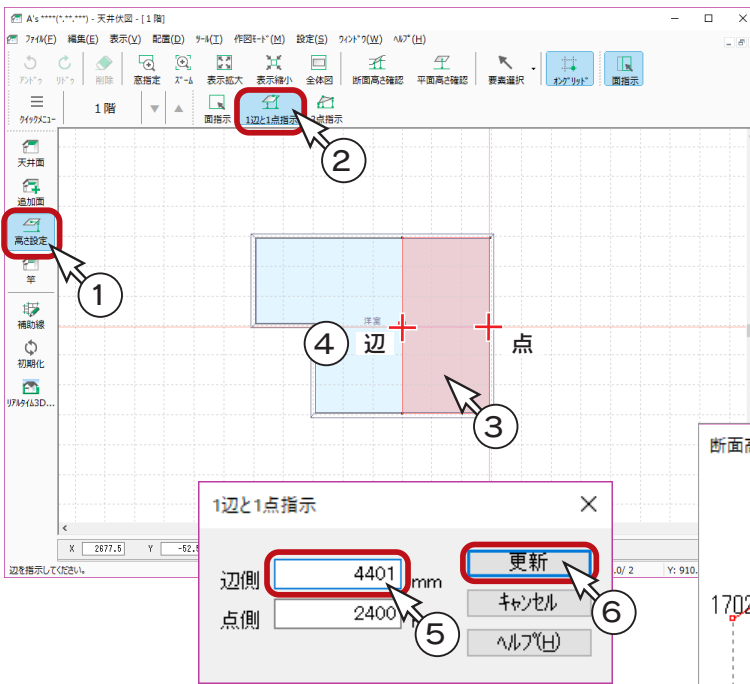 A's ****(*.**.***) - 天井伏図 - [1 階]
ファイル(F) 編集(E) 表示(V) 配置(D) ツール(T) 作図モード(M) 設定(S) ウィンドウ(W) ヘルプ(H)
アンドゥ リドゥ 削除 窓指定 ズーム 表示拡大 表示縮小 全体図 断面高さ確認 平面高さ確認 要素選択 オングリッド 面指示
クイックメニュー 1 階 面指示 1辺と1点指示 点指示
②
天井面
追加面
高さ設定
①
竿
補助線
初期化
リアルタイム3D...
洋室
④ 辺 点
③
断面高
1辺と1点指示
X 2677.5 Y -52.5
辺を指示してください。
辺側 4401 mm
点側 2400
更新
キャンセル
ヘルプ(H)
⑤
⑥
.0/ 2 Y: 910.
1702